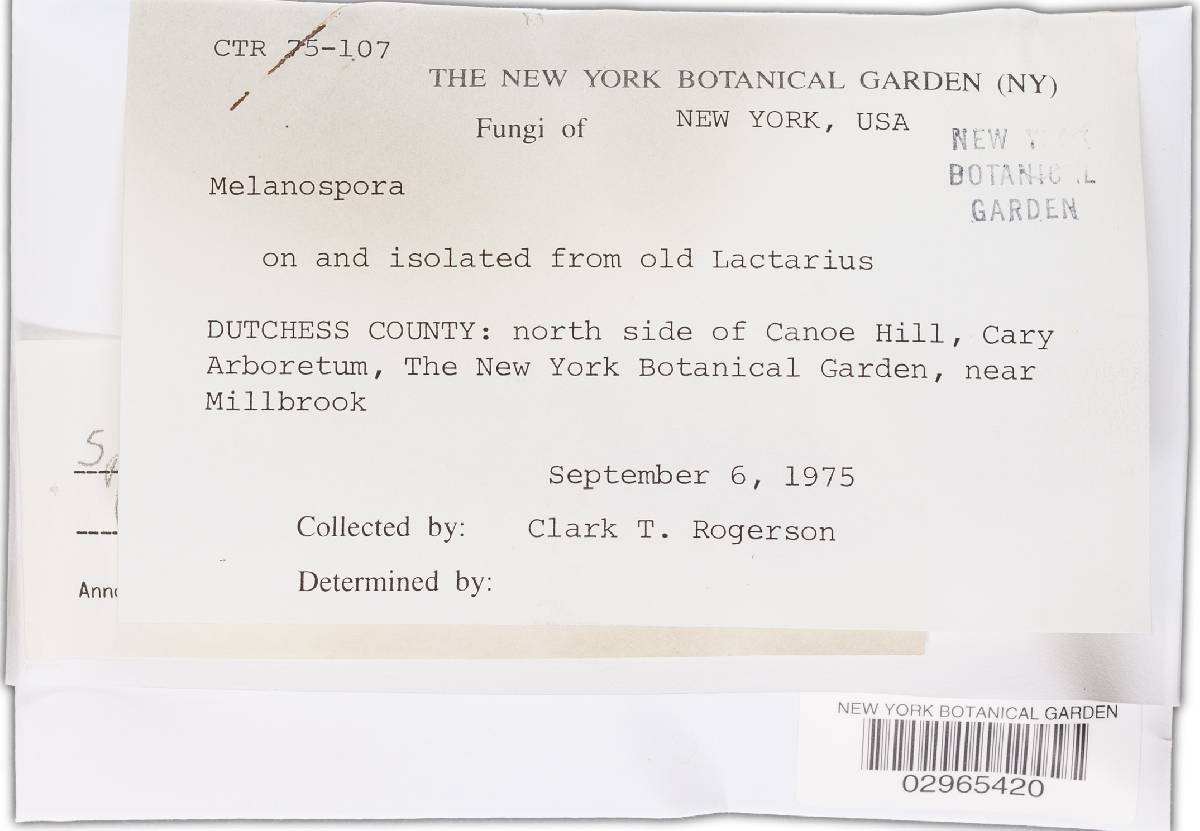 CTR 75-107
THE NEW YORK BOTANICAL GARDEN (NY)
Fungi of NEW YORK, USA
NEW
BOTANICAL
GARDEN
Melanospora
on and isolated from old Lactarius
DUTCHESS COUNTY: north side of Canoe Hill, Cary
Arboretum, The New York Botanical Garden, near
Millbrook
September 6, 1975
Collected by: Clark T. Rogerson
Determined by:
NEW YORK BOTANICAL GARDEN
02965420